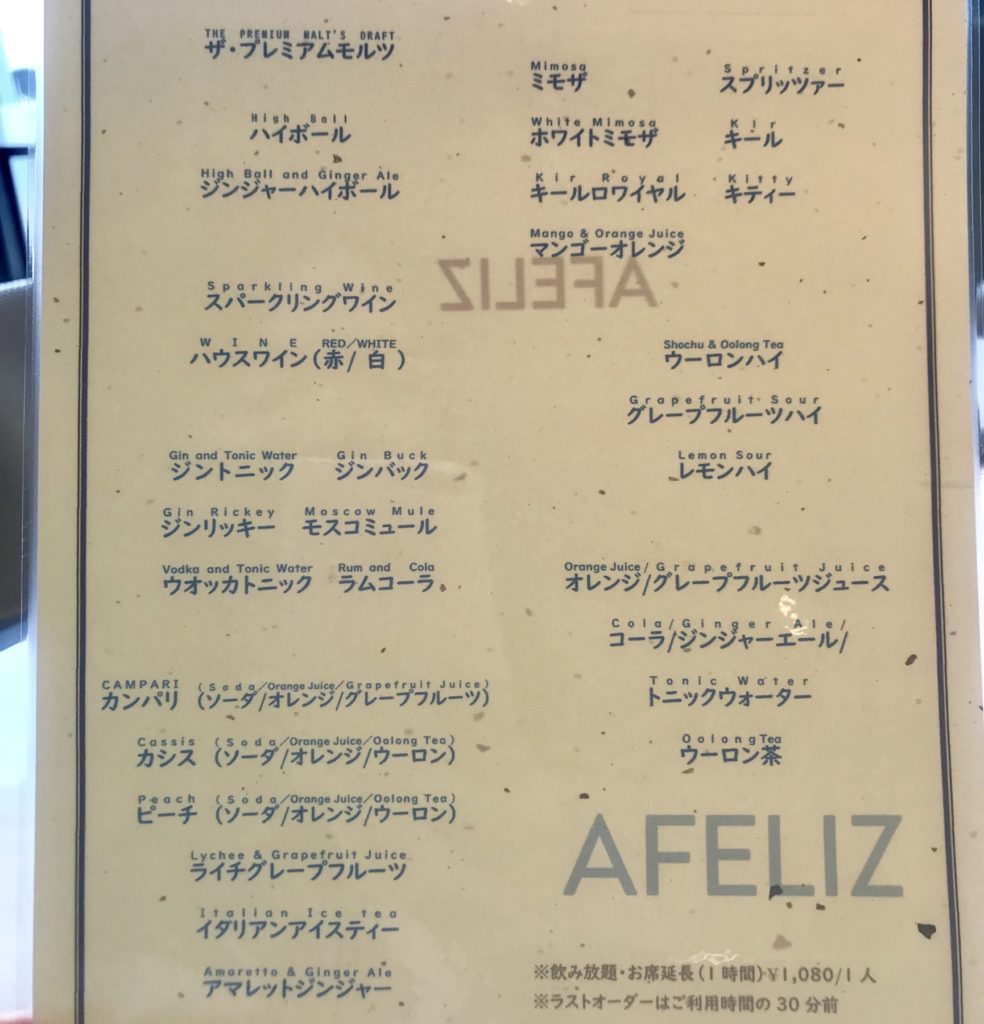 THE PREMIUM MALT'S DRAFT
ザ・プレミアムモルツ
High Ball
ハイボール
High Ball and Ginger Ale
ジンジャーハイボール
Sparkling Wine
スパークリングワイン
WINE RED/WHITE
ハウスワイン(赤/白)
Gin and Tonic Water Gin Buck
ジントニック ジンバック
Gin Rickey Moscow Mule
ジンリッキー モスコミュール
Vodka and Tonic Water Rum and Cola
ウオッカトニック ラムコーラ
CAMPARI (Soda/Orange Juice/Grapefruit Juice)
カンパリ (ソーダ/オレンジ/グレープフルーツ)
Cassis (Soda/Orange Juice/Oolong Tea)
カシス (ソーダ/オレンジ/ウーロン)
Peach (Soda/Orange Juice/Oolong Tea)
ピーチ (ソーダ/オレンジ/ウーロン)
Lychee & Grapefruit Juice
ライチグレープフルーツ
Italian Ice tea
イタリアンアイスティー
Amaretto & Ginger Ale
アマレットジンジャー
Mimosa Spritzer
ミモザ スプリッツァー
White Mimosa Kir
ホワイトミモザ キール
Kir Royal Kitty
キールロワイヤル キティー
Mango & Orange Juice
マンゴーオレンジ
AFELIZ
Shochu & Oolong Tea
ウーロンハイ
Grapefruit Sour
グレープフルーツハイ
Lemon Sour
レモンハイ
Orange Juice/Grapefruit Juice
オレンジ/グレープフルーツジュース
Cola/Ginger Ale/
コーラ/ジンジャーエール/
Tonic Water
トニックウォーター
Oolong Tea
ウーロン茶
AFELIZ
※飲み放題・お席延長(1時間)¥1,080/1人
※ラストオーダーはご利用時間の30分前